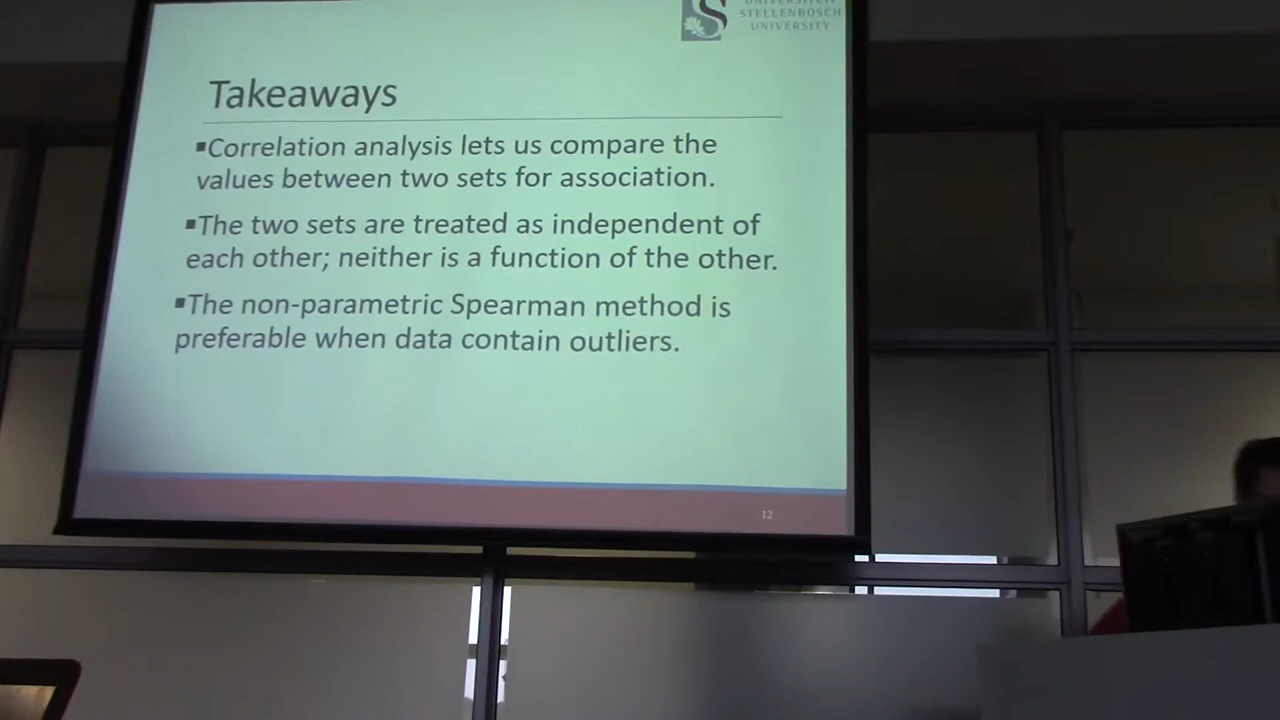 STELLENBOSCH
UNIVERSITY
Takeaways
▪Correlation analysis lets us compare the
values between two sets for association.
▪The two sets are treated as independent of
each other; neither is a function of the other.
▪The non-parametric Spearman method is
preferable when data contain outliers.
12